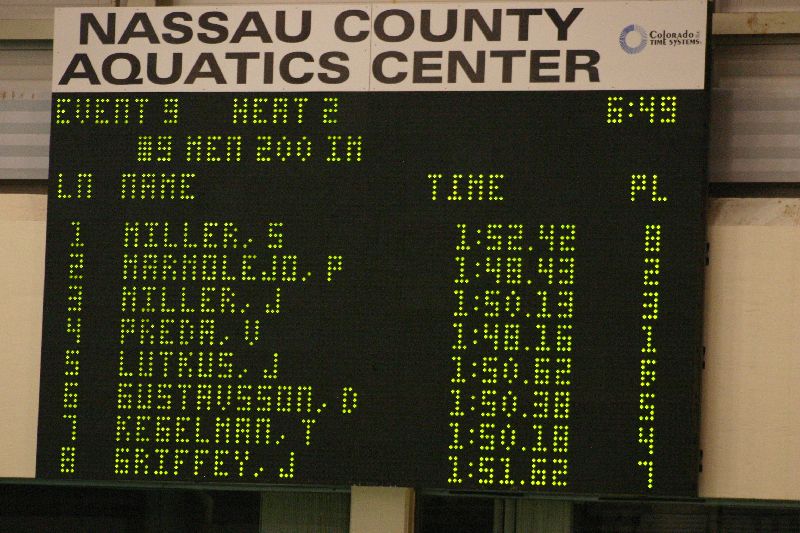 NASSAU COUNTY
AQUATICS CENTER
Colorado TIME SYSTEMS
EVENT 9 HEAT 2 6:49
#9 MEN 200 IM
LN NAME TIME PL
1 MILLER, S 1:52.42 8
2 MARMOLEJO, P 1:48.43 2
3 MILLER, J 1:50.13 3
4 PREDA, V 1:48.16 1
5 LUTKUS, J 1:50.62 6
6 GUSTAVSSON, D 1:50.38 5
7 KEGELMAN, T 1:50.18 4
8 GRIFFEY, J 1:51.62 7